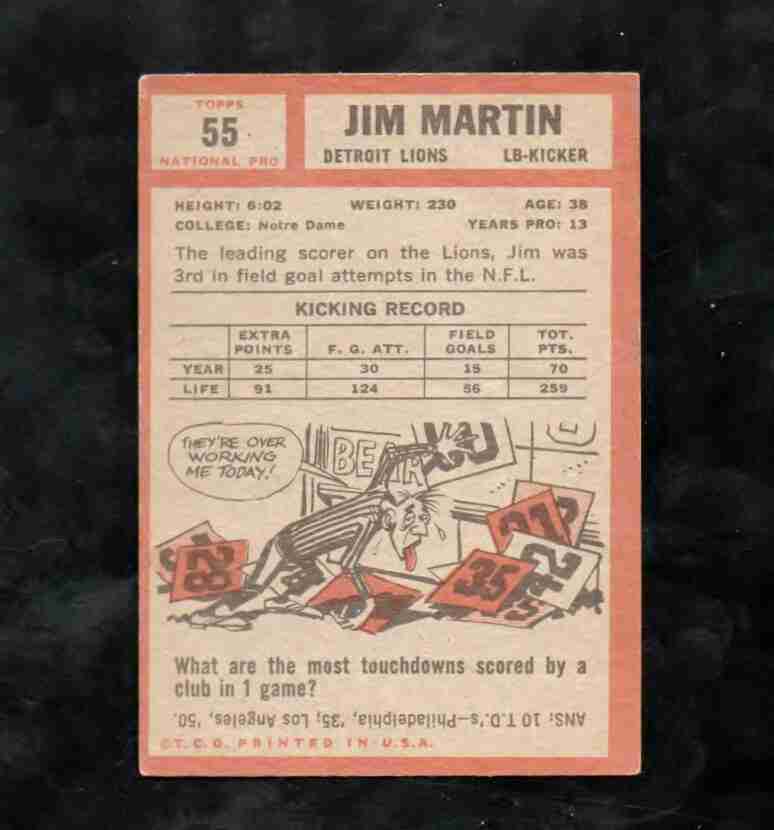 TOPPS
55
NATIONAL PRO
JIM MARTIN
DETROIT LIONS LB-KICKER
HEIGHT: 6:02 WEIGHT: 230 AGE: 38
COLLEGE: Notre Dame YEARS PRO: 13
The leading scorer on the Lions, Jim was
3rd in field goal attempts in the N.F.L.
KICKING RECORD
EXTRA POINTS F. G. ATT. FIELD GOALS TOT. PTS.
YEAR 25 30 15 70
LIFE 91 124 56 259
THEY'RE OVER
WORKING
ME TODAY!
BEAR
82
35
What are the most touchdowns scored by a
club in 1 game?
ANS: 10 T.D.'s—Philadelphia, '35; Los Angeles, '50.
©T.C.G. PRINTED IN U.S.A.